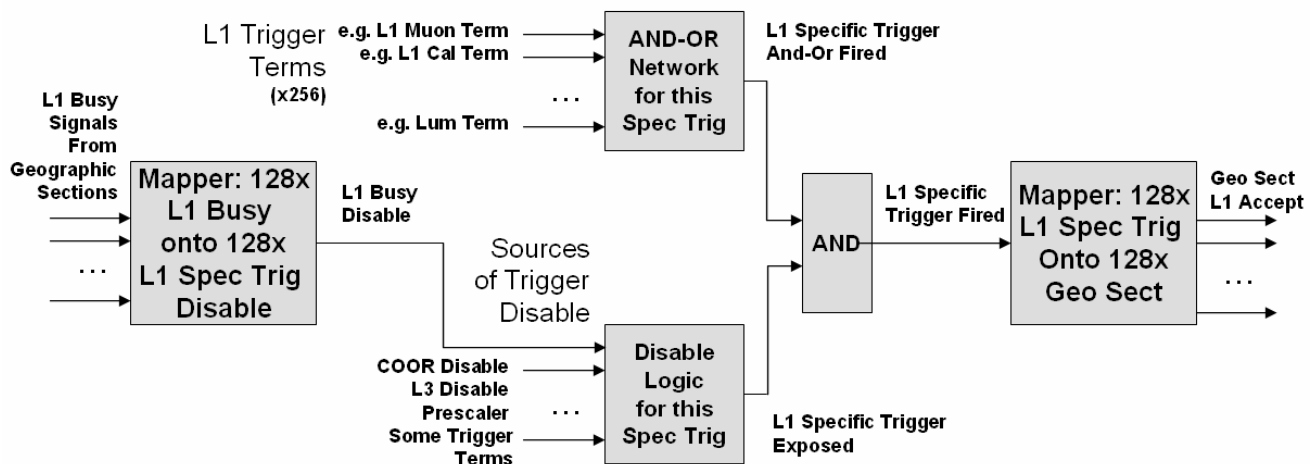 L1 Trigger
Terms
(x256)
e.g. L1 Muon Term
e.g. L1 Cal Term
...
e.g. Lum Term
AND-OR
Network
for this
Spec Trig
L1 Specific Trigger
And-Or Fired
L1 Busy
Signals
From
Geographic
Sections
...
Mapper: 128x
L1 Busy
onto 128x
L1 Spec Trig
Disable
L1 Busy
Disable
Sources
of Trigger
Disable
COOR Disable
L3 Disable
Prescaler
Some Trigger
Terms
...
Disable
Logic
for this
Spec Trig
L1 Specific Trigger
Exposed
AND
L1 Specific
Trigger Fired
Mapper: 128x
L1 Spec Trig
Onto 128x
Geo Sect
Geo Sect
L1 Accept
...